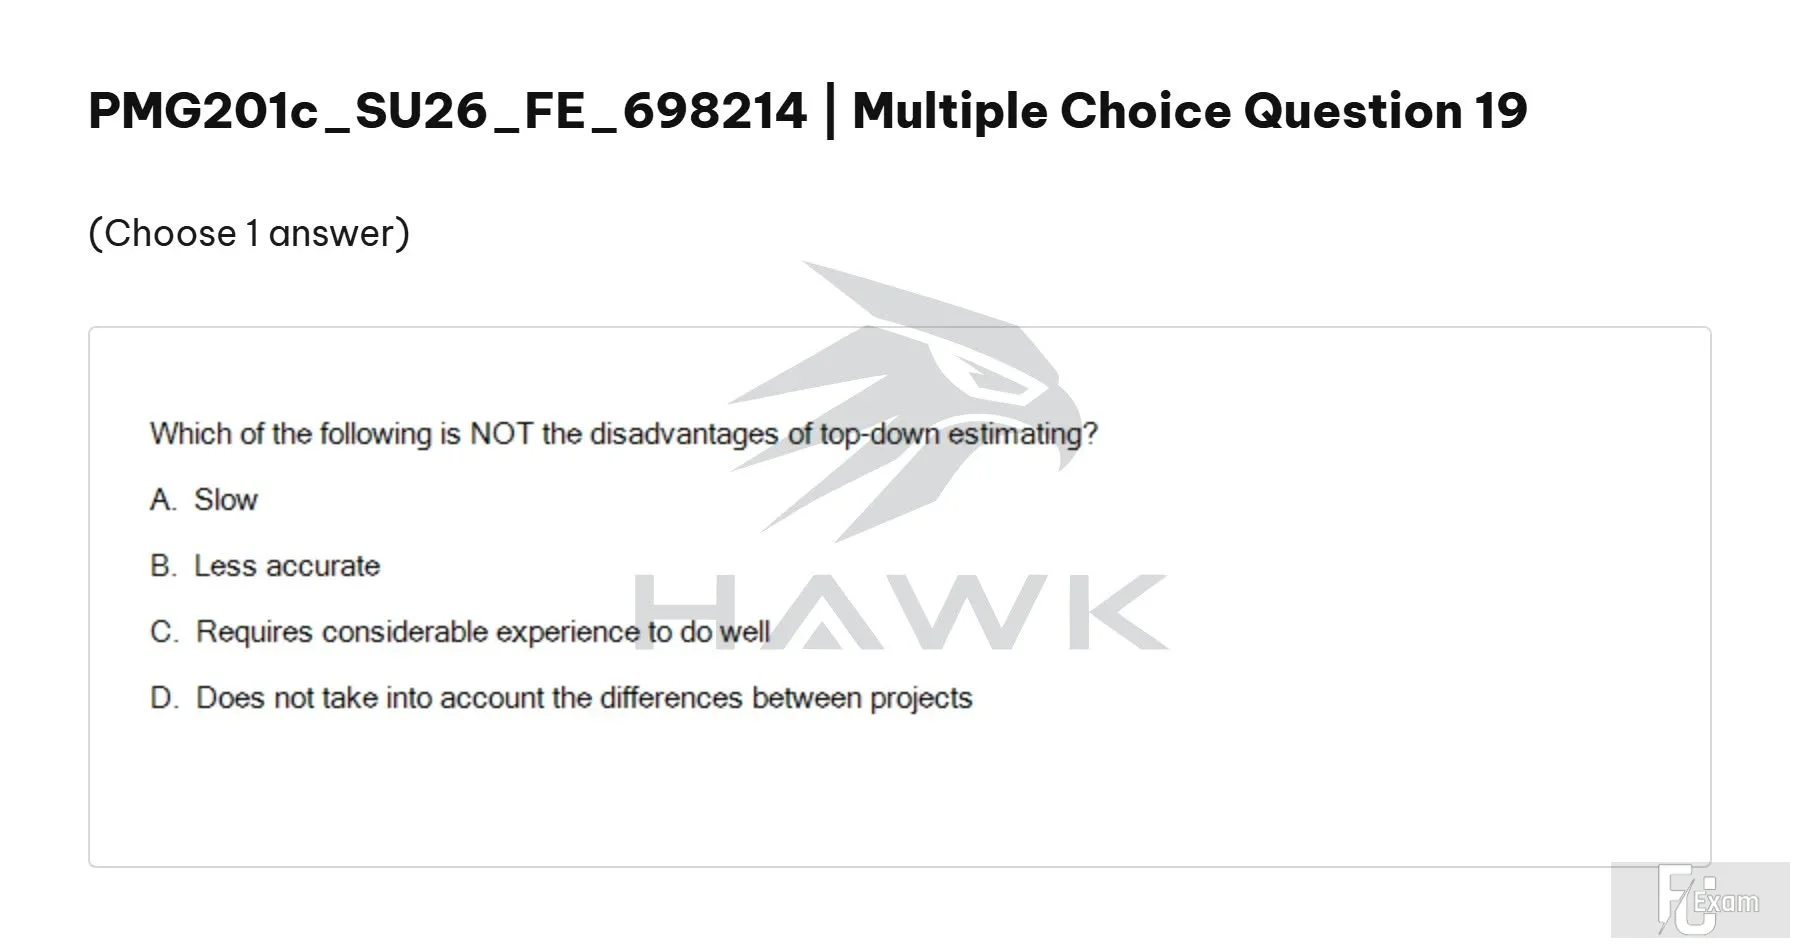 PMG201c_SU26_FE_698214 | Multiple Choice Question 19
(Choose 1 answer)
Which of the following is NOT the disadvantages of top-down estimating?
A. Slow
B. Less accurate
C. Requires considerable experience to do well
D. Does not take into account the differences between projects
HAWK
FU Exam